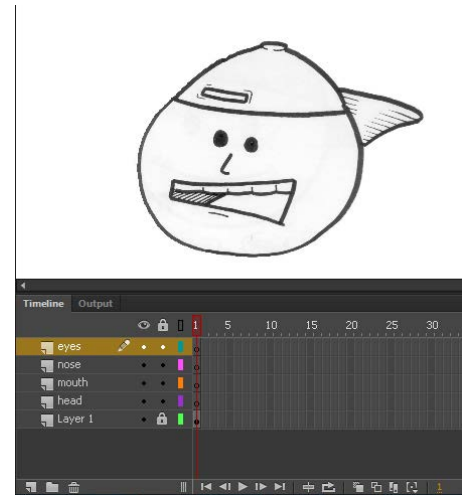 Timeline Output
1 5 10 15 20 25 30
eyes
nose
mouth
head
Layer 1
1